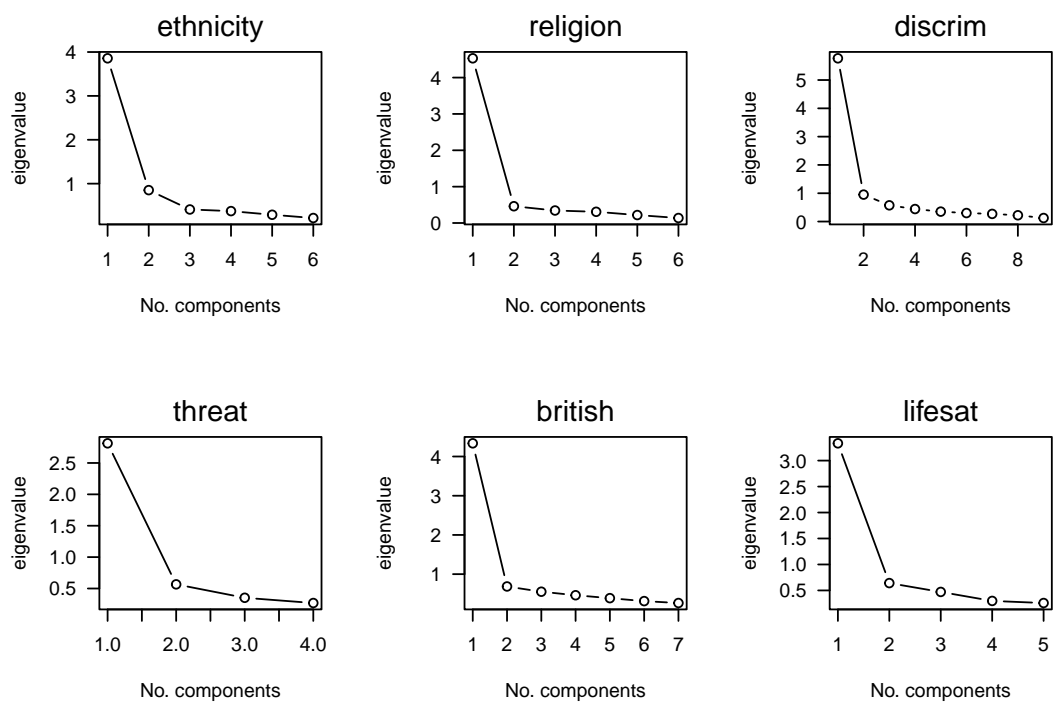 ethnicity
eigenvalue
4
3
2
1
1 2 3 4 5 6
No. components
religion
eigenvalue
4
3
2
1
0
1 2 3 4 5 6
No. components
discrim
eigenvalue
5
4
3
2
1
0
2 4 6 8
No. components
threat
eigenvalue
2.5
2.0
1.5
1.0
0.5
1.0 2.0 3.0 4.0
No. components
british
eigenvalue
4
3
2
1
1 2 3 4 5 6 7
No. components
lifesat
eigenvalue
3.0
2.5
2.0
1.5
1.0
0.5
1 2 3 4 5
No. components